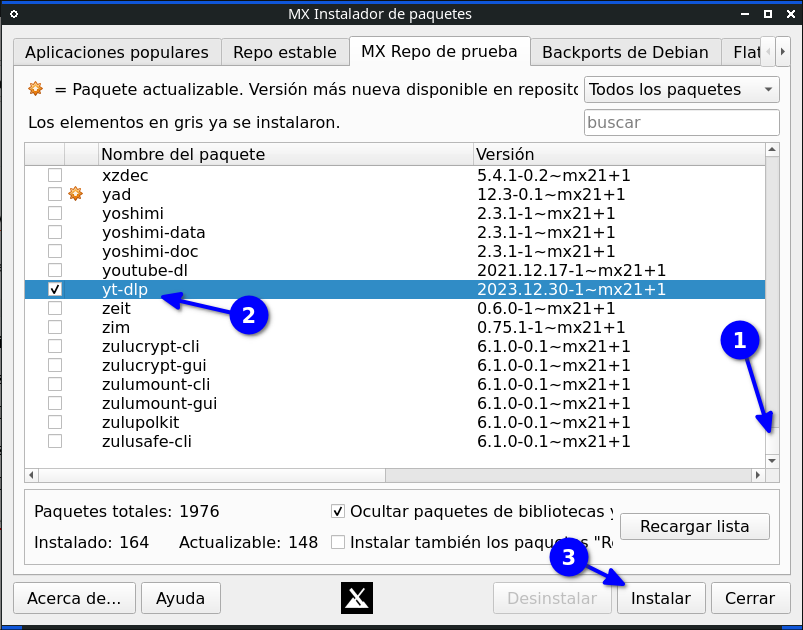 MX Instalador de paquetes
Aplicaciones populares Repo estable MX Repo de prueba Backports de Debian Flat
= Paquete actualizable. Versión más nueva disponible en reposito Todos los paquetes
Los elementos en gris ya se instalaron. buscar
Nombre del paquete Versión
xzdec 5.4.1-0.2~mx21+1
yad 12.3-0.1~mx21+1
yoshimi 2.3.1-1~mx21+1
yoshimi-data 2.3.1-1~mx21+1
yoshimi-doc 2.3.1-1~mx21+1
youtube-dl 2021.12.17-1~mx21+1
yt-dlp 2023.12.30-1~mx21+1
2
zeit 0.6.0-1~mx21+1
zim 0.75.1-1~mx21+1
1
zulucrypt-cli 6.1.0-0.1~mx21+1
zulucrypt-gui 6.1.0-0.1~mx21+1
zulumount-cli 6.1.0-0.1~mx21+1
zulumount-gui 6.1.0-0.1~mx21+1
zulupolkit 6.1.0-0.1~mx21+1
zulusafe-cli 6.1.0-0.1~mx21+1
Paquetes totales: 1976 Ocultar paquetes de bibliotecas y
Recargar lista
Instalado: 164 Actualizable: 148 Instalar también los paquetes "Re
3
Acerca de... Ayuda Desinstalar Instalar Cerrar